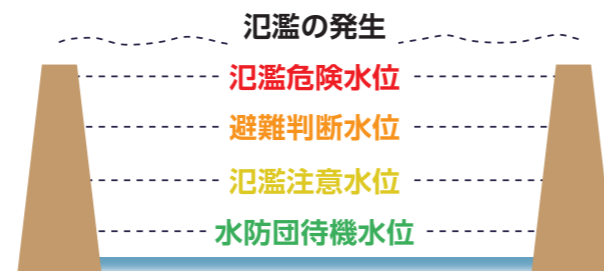 氾濫の発生
氾濫危険水位
避難判断水位
氾濫注意水位
水防団待機水位